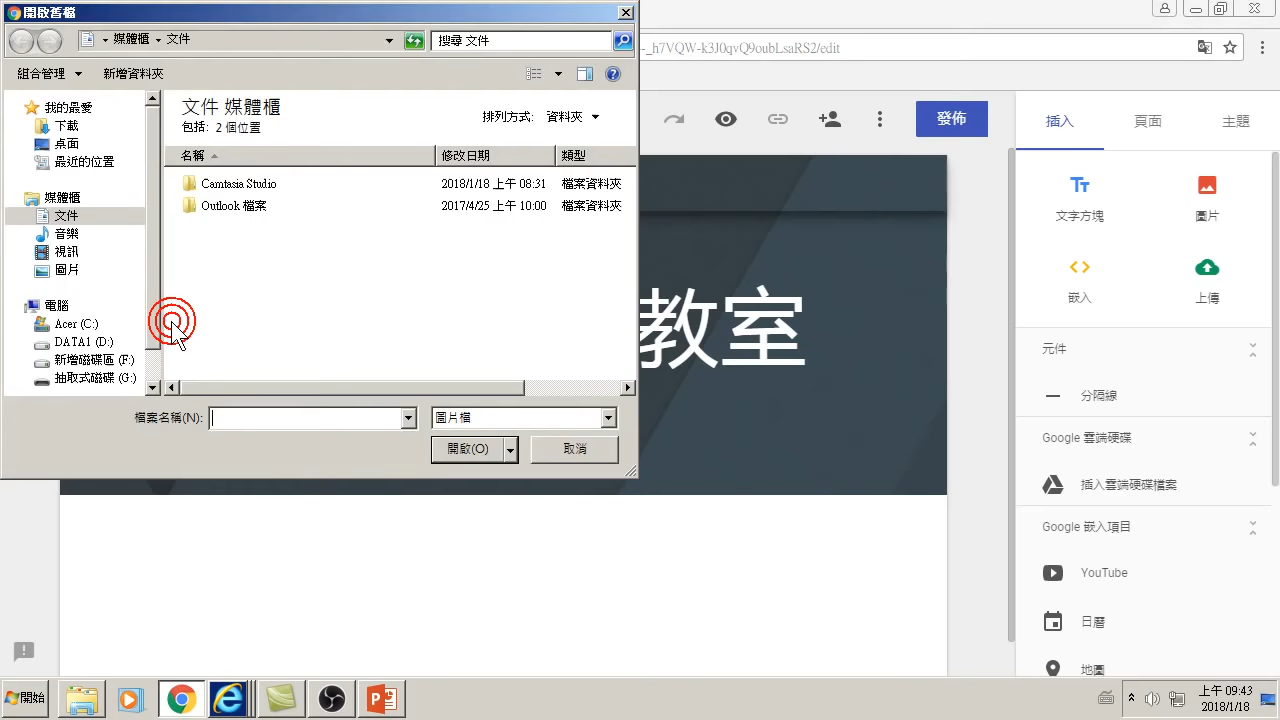 開啟舊檔
媒體櫃 文件
搜尋 文件
組合管理
新增資料夾
我的最愛
下載
桌面
最近的位置
媒體櫃
文件
音樂
視訊
圖片
電腦
Acer (C:)
DATA1 (D:)
新增磁碟區 (F:)
抽取式磁碟 (G:)
文件 媒體櫃
包括: 2 個位置
排列方式: 資料夾
名稱 修改日期 類型
Camtasia Studio 2018/1/18 上午 08:31 檔案資料夾
Outlook 檔案 2017/4/25 上午 10:00 檔案資料夾
檔案名稱(N):
圖片檔
開啟(O)
取消
-_h7VQW-k3J0qvQ9oubLsaRS2/edit
發佈
教室
插入 頁面 主題
Tт
文字方塊
圖片
嵌入
上傳
元件
分隔線
Google 雲端硬碟
插入雲端硬碟檔案
Google 嵌入項目
YouTube
日曆
地圖
開始
上午 09:43
2018/1/18